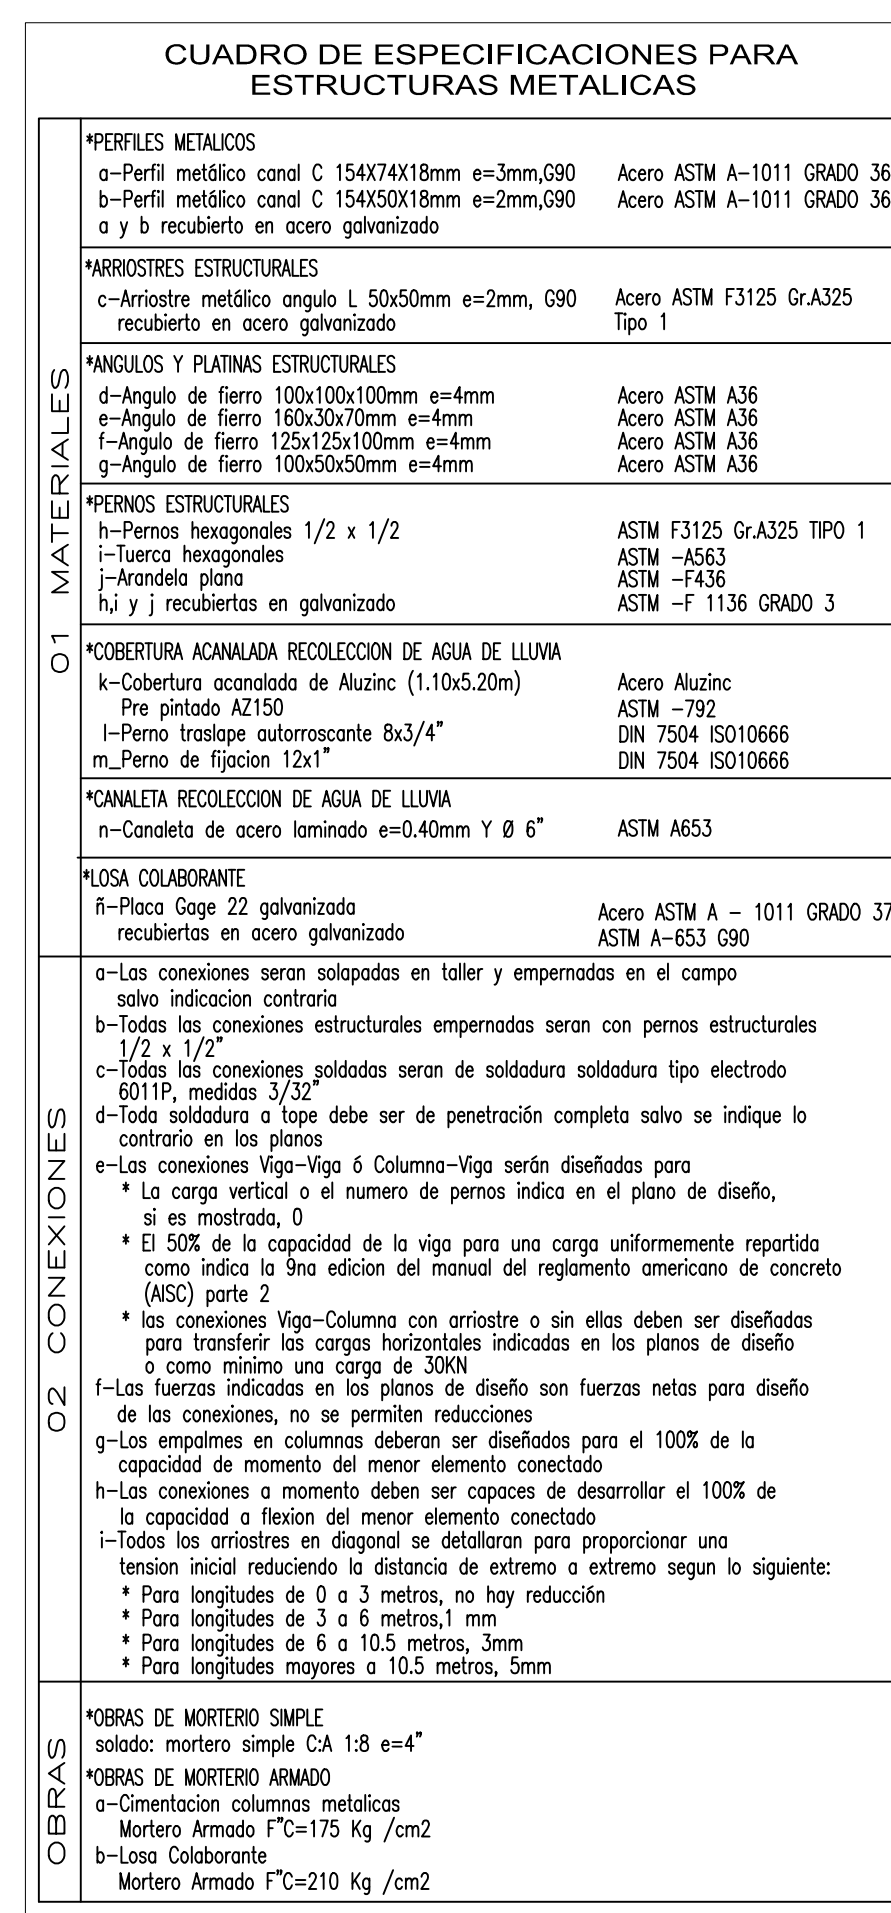 CUADRO DE ESPECIFICACIONES PARA
ESTRUCTURAS METALICAS
01 MATERIALES
*PERFILES METALICOS
a-Perfil metálico canal C 154X74X18mm e=3mm,G90 Acero ASTM A-1011 GRADO 36
b-Perfil metálico canal C 154X50X18mm e=2mm,G90 Acero ASTM A-1011 GRADO 36
a y b recubierto en acero galvanizado
*ARRIOSTRES ESTRUCTURALES
c-Arriostre metálico angulo L 50x50mm e=2mm, G90 Acero ASTM F3125 Gr.A325
recubierto en acero galvanizado Tipo 1
*ANGULOS Y PLATINAS ESTRUCTURALES
d-Angulo de fierro 100x100x100mm e=4mm Acero ASTM A36
e-Angulo de fierro 160x30x70mm e=4mm Acero ASTM A36
f-Angulo de fierro 125x125x100mm e=4mm Acero ASTM A36
g-Angulo de fierro 100x50x50mm e=4mm Acero ASTM A36
*PERNOS ESTRUCTURALES
h-Pernos hexagonales 1/2 x 1/2 ASTM F3125 Gr.A325 TIPO 1
i-Tuerca hexagonales ASTM -A563
j-Arandela plana ASTM -F436
h,i y j recubiertas en galvanizado ASTM -F 1136 GRADO 3
*COBERTURA ACANALADA RECOLECCION DE AGUA DE LLUVIA
k-Cobertura acanalada de Aluzinc (1.10x5.20m) Acero Aluzinc
Pre pintado AZ150 ASTM -792
l-Perno traslape autorroscante 8x3/4" DIN 7504 ISO10666
m_Perno de fijacion 12x1" DIN 7504 ISO10666
*CANALETA RECOLECCION DE AGUA DE LLUVIA
n-Canaleta de acero laminado e=0.40mm Y Ø 6" ASTM A653
*LOSA COLABORANTE
ñ-Placa Gage 22 galvanizada Acero ASTM A - 1011 GRADO 37
recubiertas en acero galvanizado ASTM A-653 G90
02 CONEXIONES
a-Las conexiones seran solapadas en taller y empernadas en el campo
salvo indicacion contraria
b-Todas las conexiones estructurales empernadas seran con pernos estructurales
1/2 x 1/2"
c-Todas las conexiones soldadas seran de soldadura soldadura tipo electrodo
6011P, medidas 3/32"
d-Toda soldadura a tope debe ser de penetración completa salvo se indique lo
contrario en los planos
e-Las conexiones Viga-Viga ó Columna-Viga serán diseñadas para
* La carga vertical o el numero de pernos indica en el plano de diseño,
si es mostrada, 0
* El 50% de la capacidad de la viga para una carga uniformemente repartida
como indica la 9na edicion del manual del reglamento americano de concreto
(AISC) parte 2
* las conexiones Viga-Columna con arriostre o sin ellas deben ser diseñadas
para transferir las cargas horizontales indicadas en los planos de diseño
o como minimo una carga de 30KN
f-Las fuerzas indicadas en los planos de diseño son fuerzas netas para diseño
de las conexiones, no se permiten reducciones
g-Los empalmes en columnas deberan ser diseñados para el 100% de la
capacidad de momento del menor elemento conectado
h-Las conexiones a momento deben ser capaces de desarrollar el 100% de
la capacidad a flexion del menor elemento conectado
i-Todos los arriostres en diagonal se detallaran para proporcionar una
tension inicial reduciendo la distancia de extremo a extremo segun lo siguiente:
* Para longitudes de 0 a 3 metros, no hay reducción
* Para longitudes de 3 a 6 metros,1 mm
* Para longitudes de 6 a 10.5 metros, 3mm
* Para longitudes mayores a 10.5 metros, 5mm
OBRAS
*OBRAS DE MORTERIO SIMPLE
solado: mortero simple C:A 1:8 e=4"
*OBRAS DE MORTERIO ARMADO
a-Cimentacion columnas metalicas
Mortero Armado F"C=175 Kg /cm2
b-Losa Colaborante
Mortero Armado F"C=210 Kg /cm2